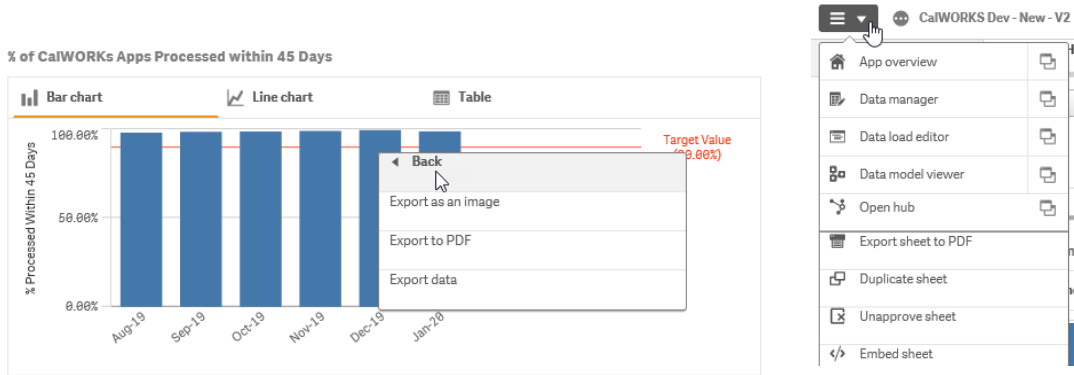 % of CalWORKs Apps Processed within 45 Days
Bar chart
Line chart
Table
% Processed Within 45 Days
100.00%
50.00%
0.00%
Target Value
Aug-19
Sep-19
Oct-19
Nov-19
Dec-19
Jan-20
Back
Export as an image
Export to PDF
Export data
CalWORKS Dev - New - V2
App overview
Data manager
Data load editor
Data model viewer
Open hub
Export sheet to PDF
Duplicate sheet
Unapprove sheet
Embed sheet